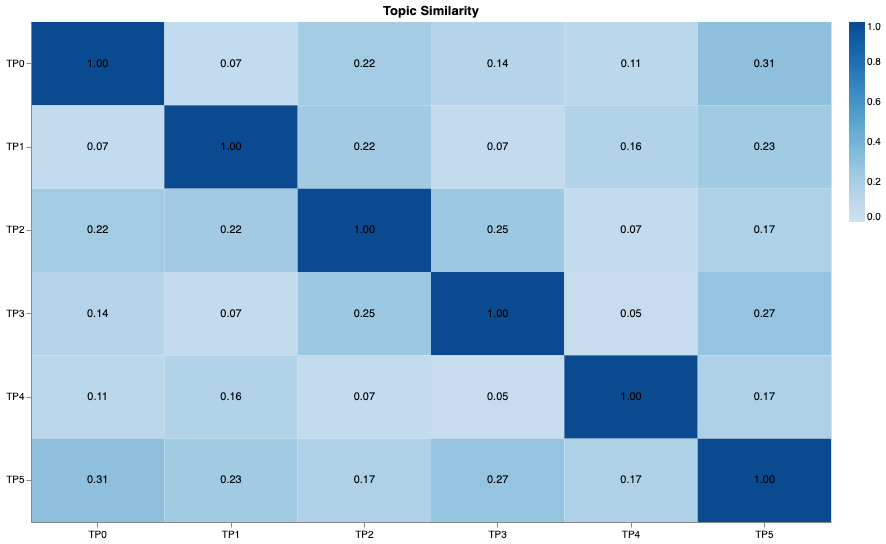 Topic Similarity
TP0 1.00 0.07 0.22 0.14 0.11 0.31
TP1 0.07 1.00 0.22 0.07 0.16 0.23
TP2 0.22 0.22 1.00 0.25 0.07 0.17
TP3 0.14 0.07 0.25 1.00 0.05 0.27
TP4 0.11 0.16 0.07 0.05 1.00 0.17
TP5 0.31 0.23 0.17 0.27 0.17 1.00
TP0 TP1 TP2 TP3 TP4 TP5
1.0
0.8
0.6
0.4
0.2
0.0